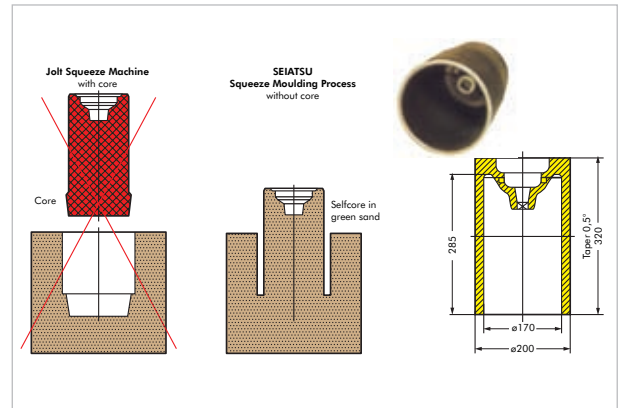 Jolt Squeeze Machine
with core
Core
SEIATSU
Squeeze Moulding Process
without core
Selfcore in
green sand
285
Taper 0,5°
320
ø170
ø200